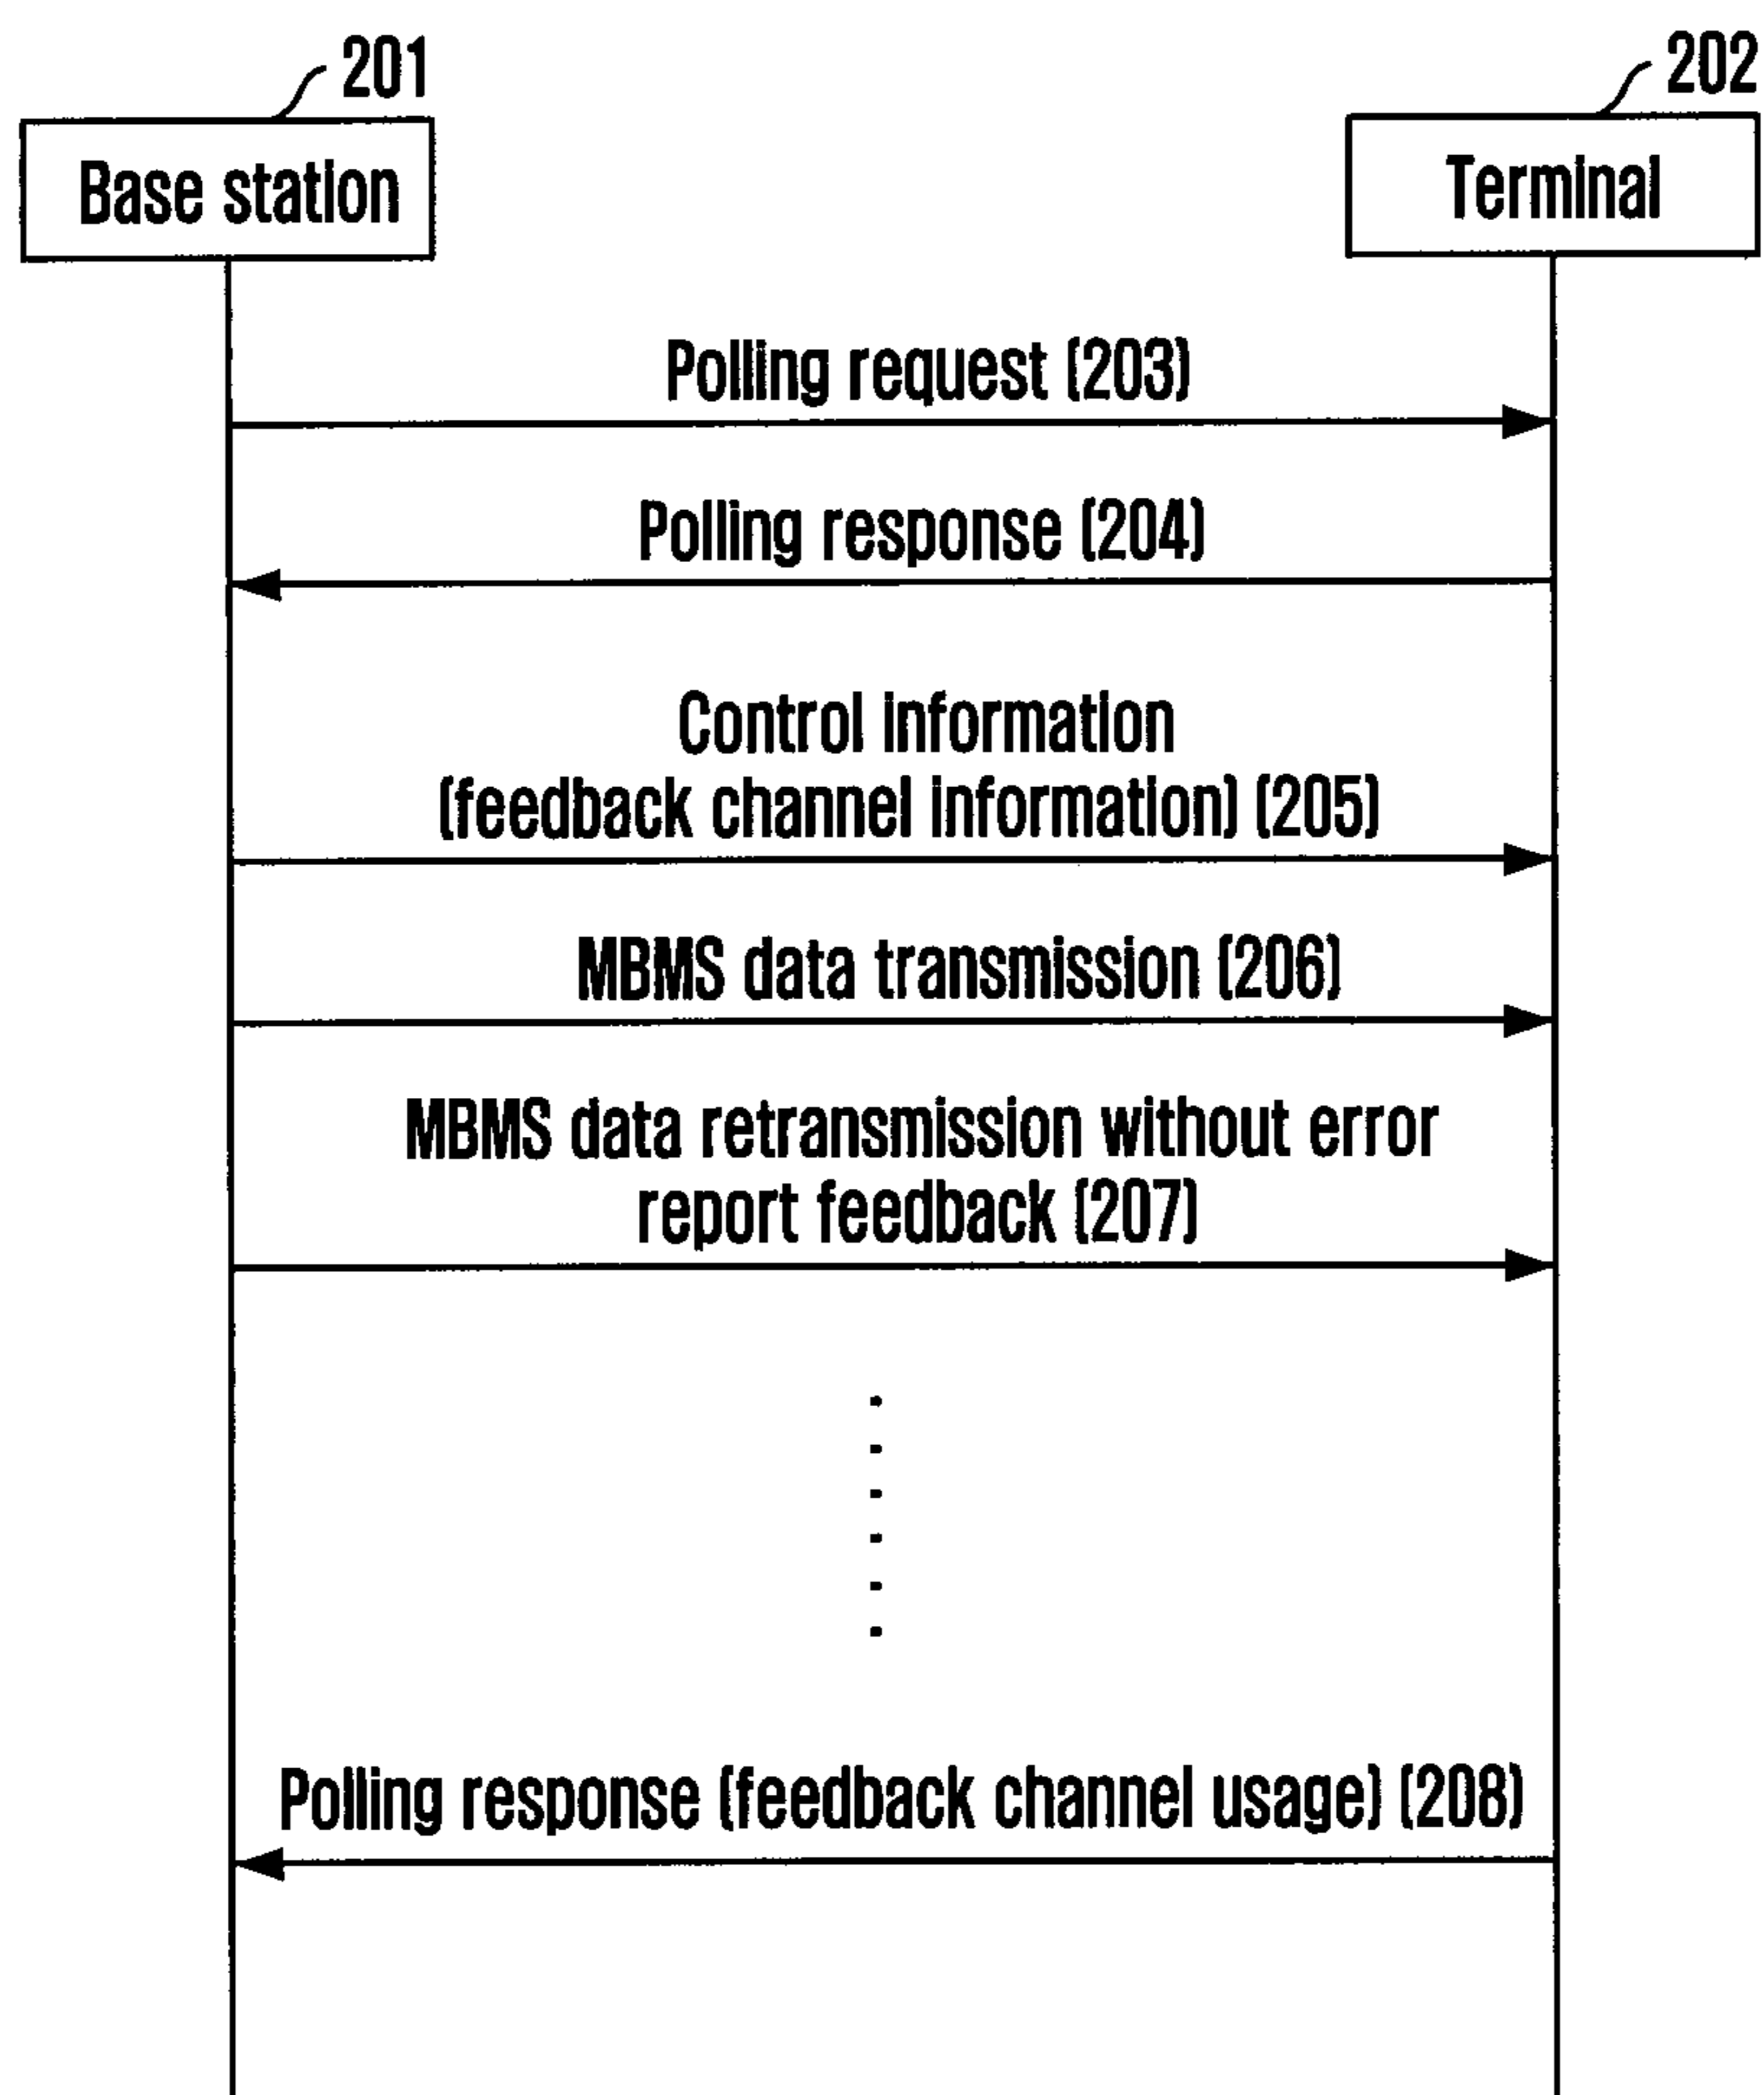 201
202
Base station
Terminal
Polling request (203)
Polling response (204)
Control information
(feedback channel information) (205)
MBMS data transmission (206)
MBMS data retransmission without error
report feedback (207)
Polling response (feedback channel usage) (208)